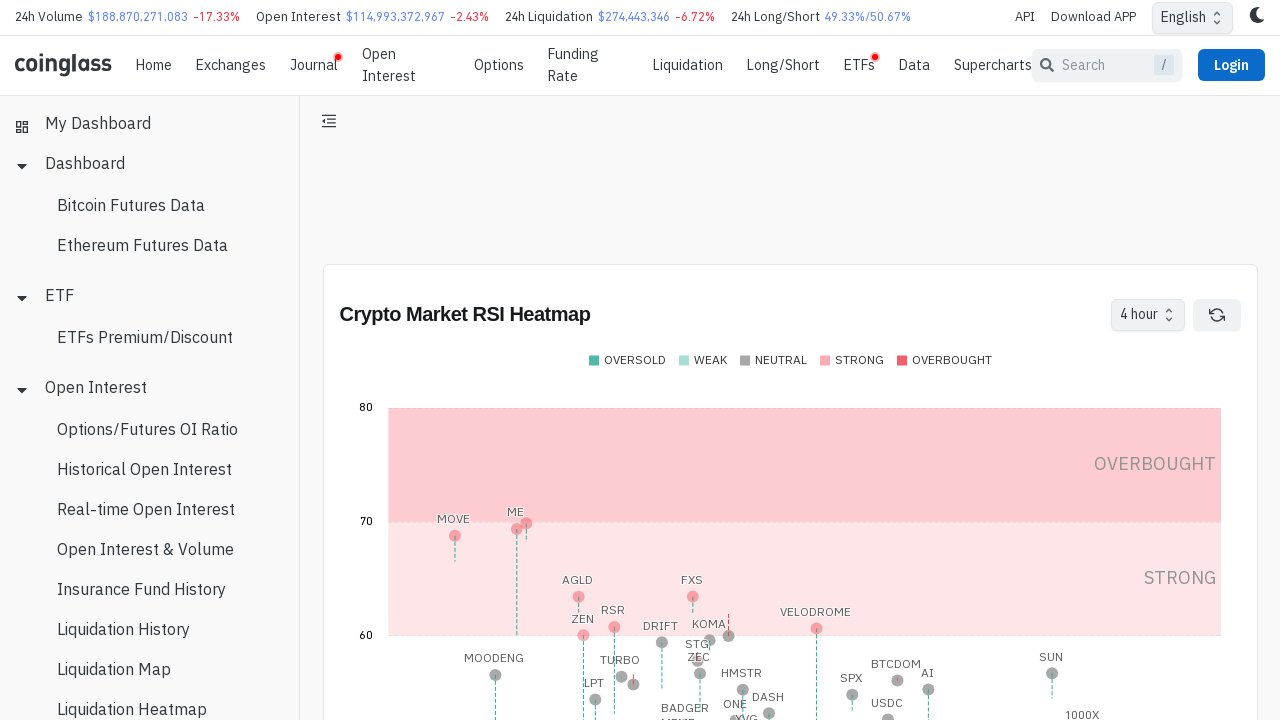 24h Volume $188,870,271,083 -17.33% Open Interest $114,993,372,967 -2.43% 24h Liquidation $274,443,346 -6.72% 24h Long/Short 49.33%/50.67% API Download APP English
coinglass Home Exchanges Journal Open Interest Options Funding Rate Liquidation Long/Short ETFs Data Supercharts Search / Login
My Dashboard
Dashboard
Bitcoin Futures Data
Ethereum Futures Data
ETF
ETFs Premium/Discount
Open Interest
Options/Futures OI Ratio
Historical Open Interest
Real-time Open Interest
Open Interest & Volume
Insurance Fund History
Liquidation History
Liquidation Map
Liquidation Heatmap
Crypto Market RSI Heatmap 4 hour
OVERSOLD WEAK NEUTRAL STRONG OVERBOUGHT
80
OVERBOUGHT
70
MOVE ME
STRONG
AGLD FXS
ZEN RSR DRIFT KOMA VELODROME
60
STG
ZEC
MOODENG TURBO BTCDOM SUN
LPT HMSTR SPX AI
BADGER ONE DASH USDC
XVG 1000X